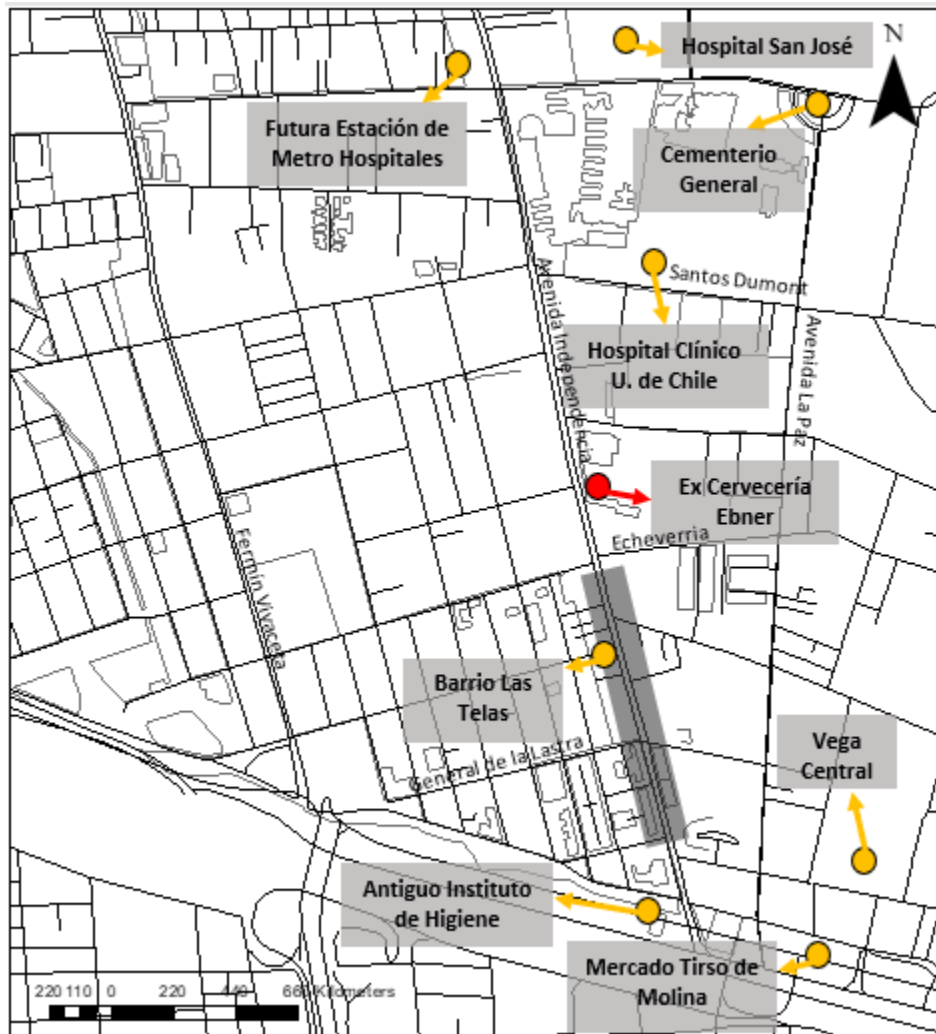 Hospital San José
N
Futura Estación de
Metro Hospitales
Cementerio
General
Santos Dumont
Avenida Independencia
Hospital Clínico
U. de Chile
Avenida La Paz
Ex Cervecería
Ebner
Echeverria
Fermín Vivaceta
Barrio Las
Telas
General de la Lastra
Vega
Central
Antiguo Instituto
de Higiene
Mercado Tirso de
Molina
220 110 0 220 440 660 Kilometers